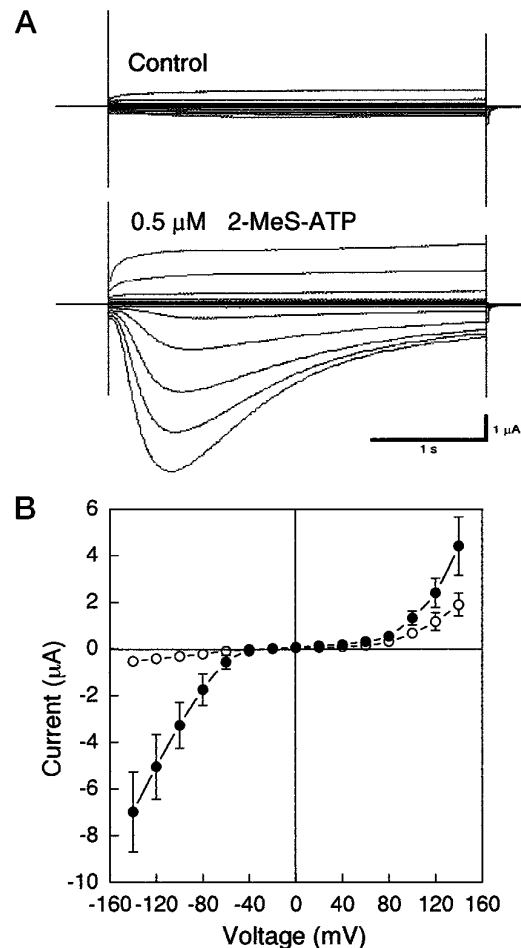 A
Control
0.5 μM 2-MeS-ATP
1 μA
1 s
B
6
4
2
0
-2
-4
-6
-8
-10
Current (μA)
-160 -120 -80 -40 0 40 80 120 160
Voltage (mV)